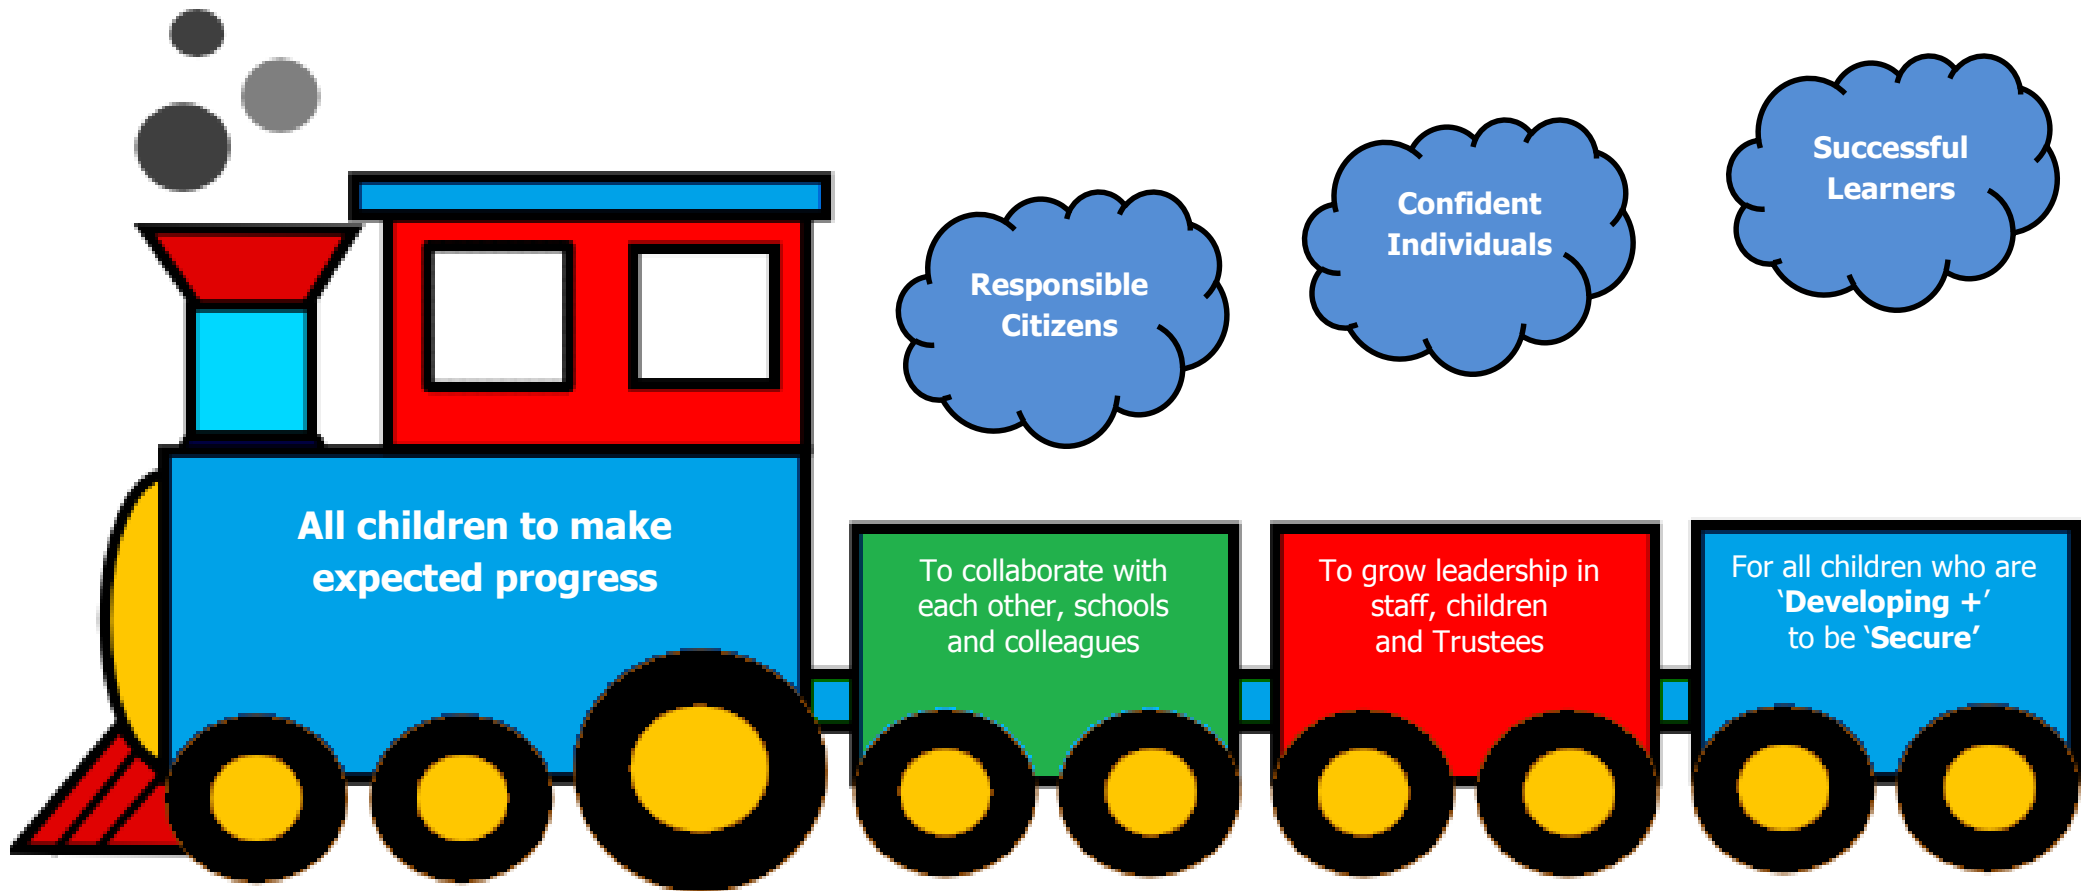 Successful
Learners
Confident
Individuals
Responsible
Citizens
All children to make
expected progress
To collaborate with
each other, schools
and colleagues
To grow leadership in
staff, children
and Trustees
For all children who are
‘Developing +’
to be ‘Secure’